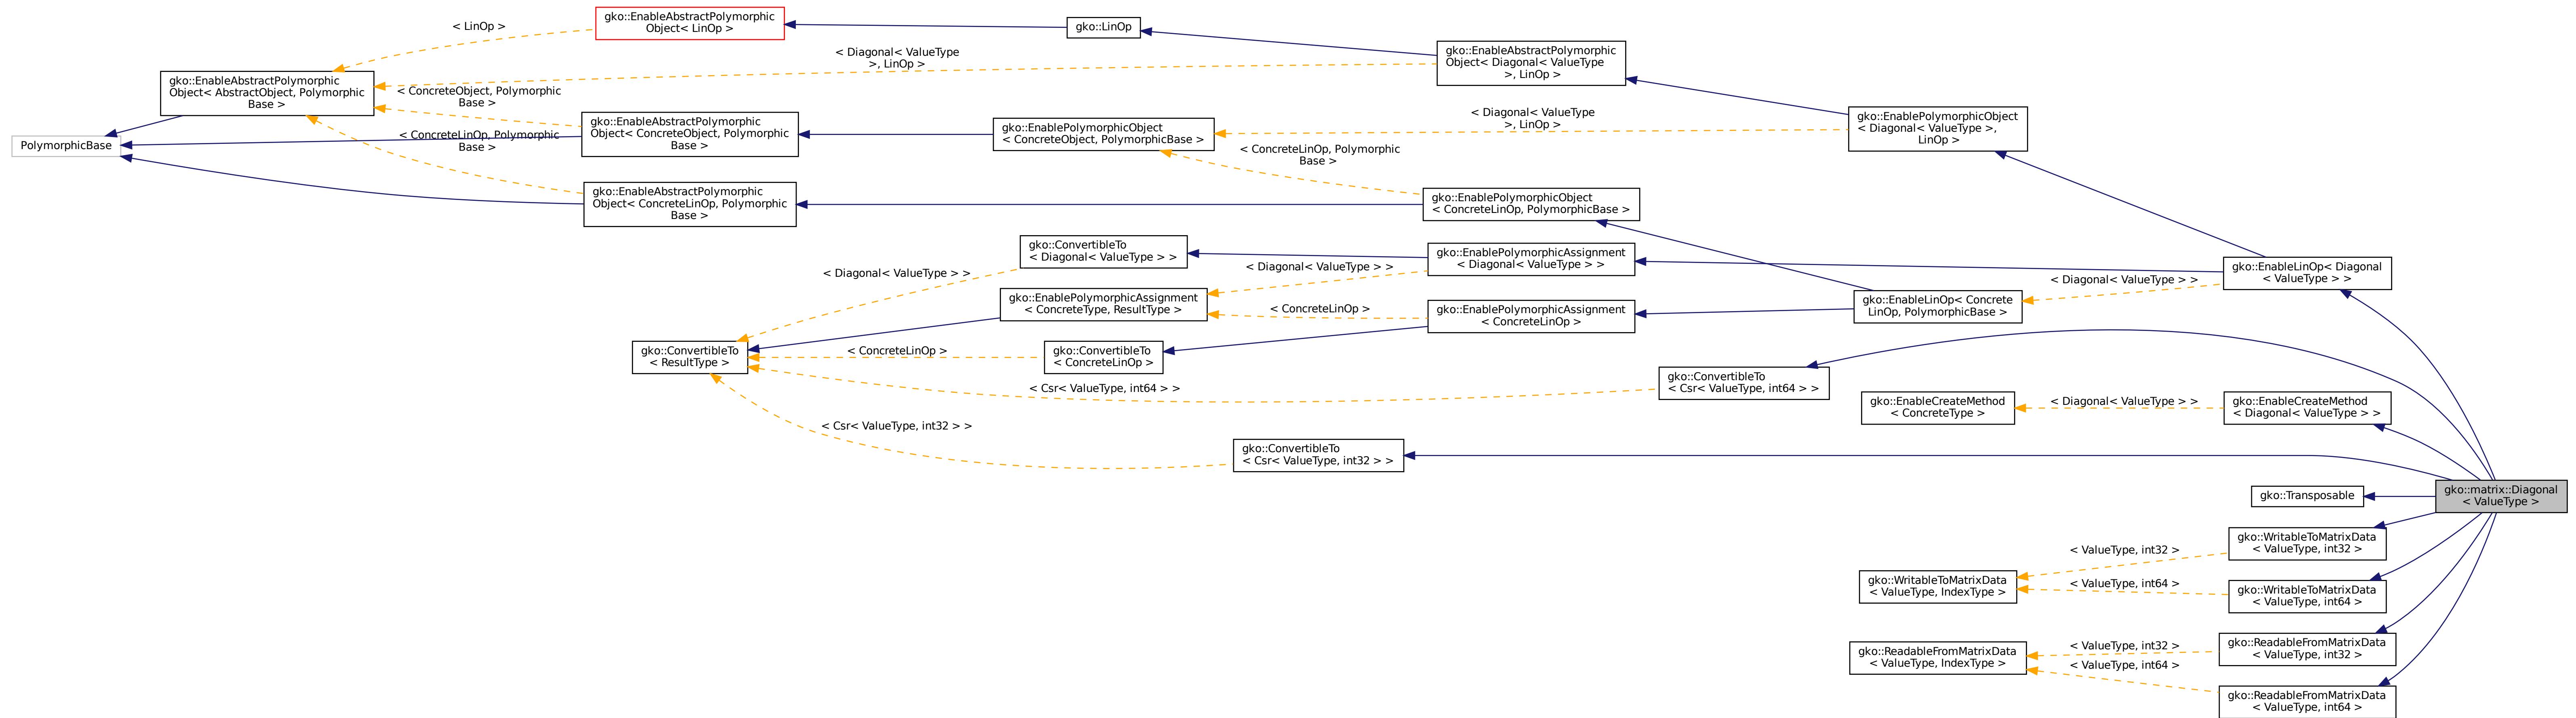 gko::EnableAbstractPolymorphic
Object< LinOp >
< LinOp >
gko::LinOp
< Diagonal< ValueType
>, LinOp >
gko::EnableAbstractPolymorphic
Object< Diagonal< ValueType
>, LinOp >
gko::EnableAbstractPolymorphic
Object< AbstractObject, Polymorphic
Base >
< ConcreteObject, Polymorphic
Base >
gko::EnableAbstractPolymorphic
Object< ConcreteObject, Polymorphic
Base >
gko::EnablePolymorphicObject
< ConcreteObject, PolymorphicBase >
< Diagonal< ValueType
>, LinOp >
gko::EnablePolymorphicObject
< Diagonal< ValueType >,
LinOp >
PolymorphicBase
< ConcreteLinOp, Polymorphic
Base >
< ConcreteLinOp, Polymorphic
Base >
gko::EnableAbstractPolymorphic
Object< ConcreteLinOp, Polymorphic
Base >
gko::EnablePolymorphicObject
< ConcreteLinOp, PolymorphicBase >
gko::ConvertibleTo
< Diagonal< ValueType > >
gko::EnablePolymorphicAssignment
< Diagonal< ValueType > >
< Diagonal< ValueType > >
< Diagonal< ValueType > >
gko::EnableLinOp< Diagonal
< ValueType > >
< Diagonal< ValueType > >
gko::EnablePolymorphicAssignment
< ConcreteType, ResultType >
< ConcreteLinOp >
gko::EnablePolymorphicAssignment
< ConcreteLinOp >
gko::EnableLinOp< Concrete
LinOp, PolymorphicBase >
gko::ConvertibleTo
< ResultType >
< ConcreteLinOp >
gko::ConvertibleTo
< ConcreteLinOp >
< Csr< ValueType, int64 > >
gko::ConvertibleTo
< Csr< ValueType, int64 > >
gko::EnableCreateMethod
< ConcreteType >
< Diagonal< ValueType > >
gko::EnableCreateMethod
< Diagonal< ValueType > >
< Csr< ValueType, int32 > >
gko::ConvertibleTo
< Csr< ValueType, int32 > >
gko::Transposable
gko::matrix::Diagonal
< ValueType >
gko::WritableToMatrixData
< ValueType, int32 >
< ValueType, int32 >
gko::WritableToMatrixData
< ValueType, IndexType >
< ValueType, int64 >
gko::WritableToMatrixData
< ValueType, int64 >
gko::ReadableFromMatrixData
< ValueType, int32 >
< ValueType, int32 >
gko::ReadableFromMatrixData
< ValueType, IndexType >
< ValueType, int64 >
gko::ReadableFromMatrixData
< ValueType, int64 >